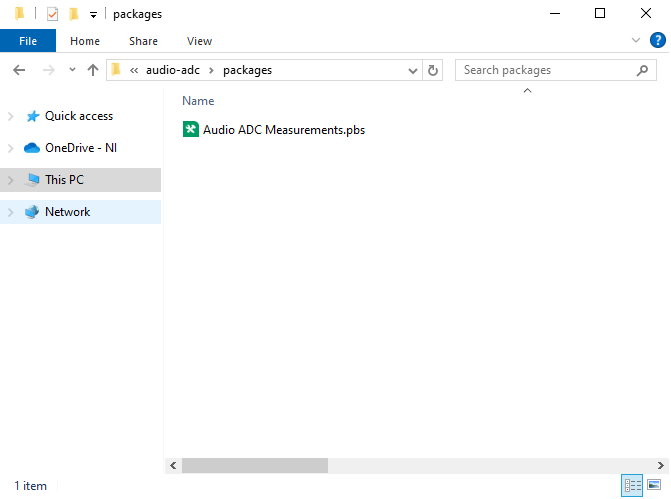 packages
File Home Share View
audio-adc packages Search packages
Name
Quick access
Audio ADC Measurements.pbs
OneDrive - NI
This PC
Network
1 item